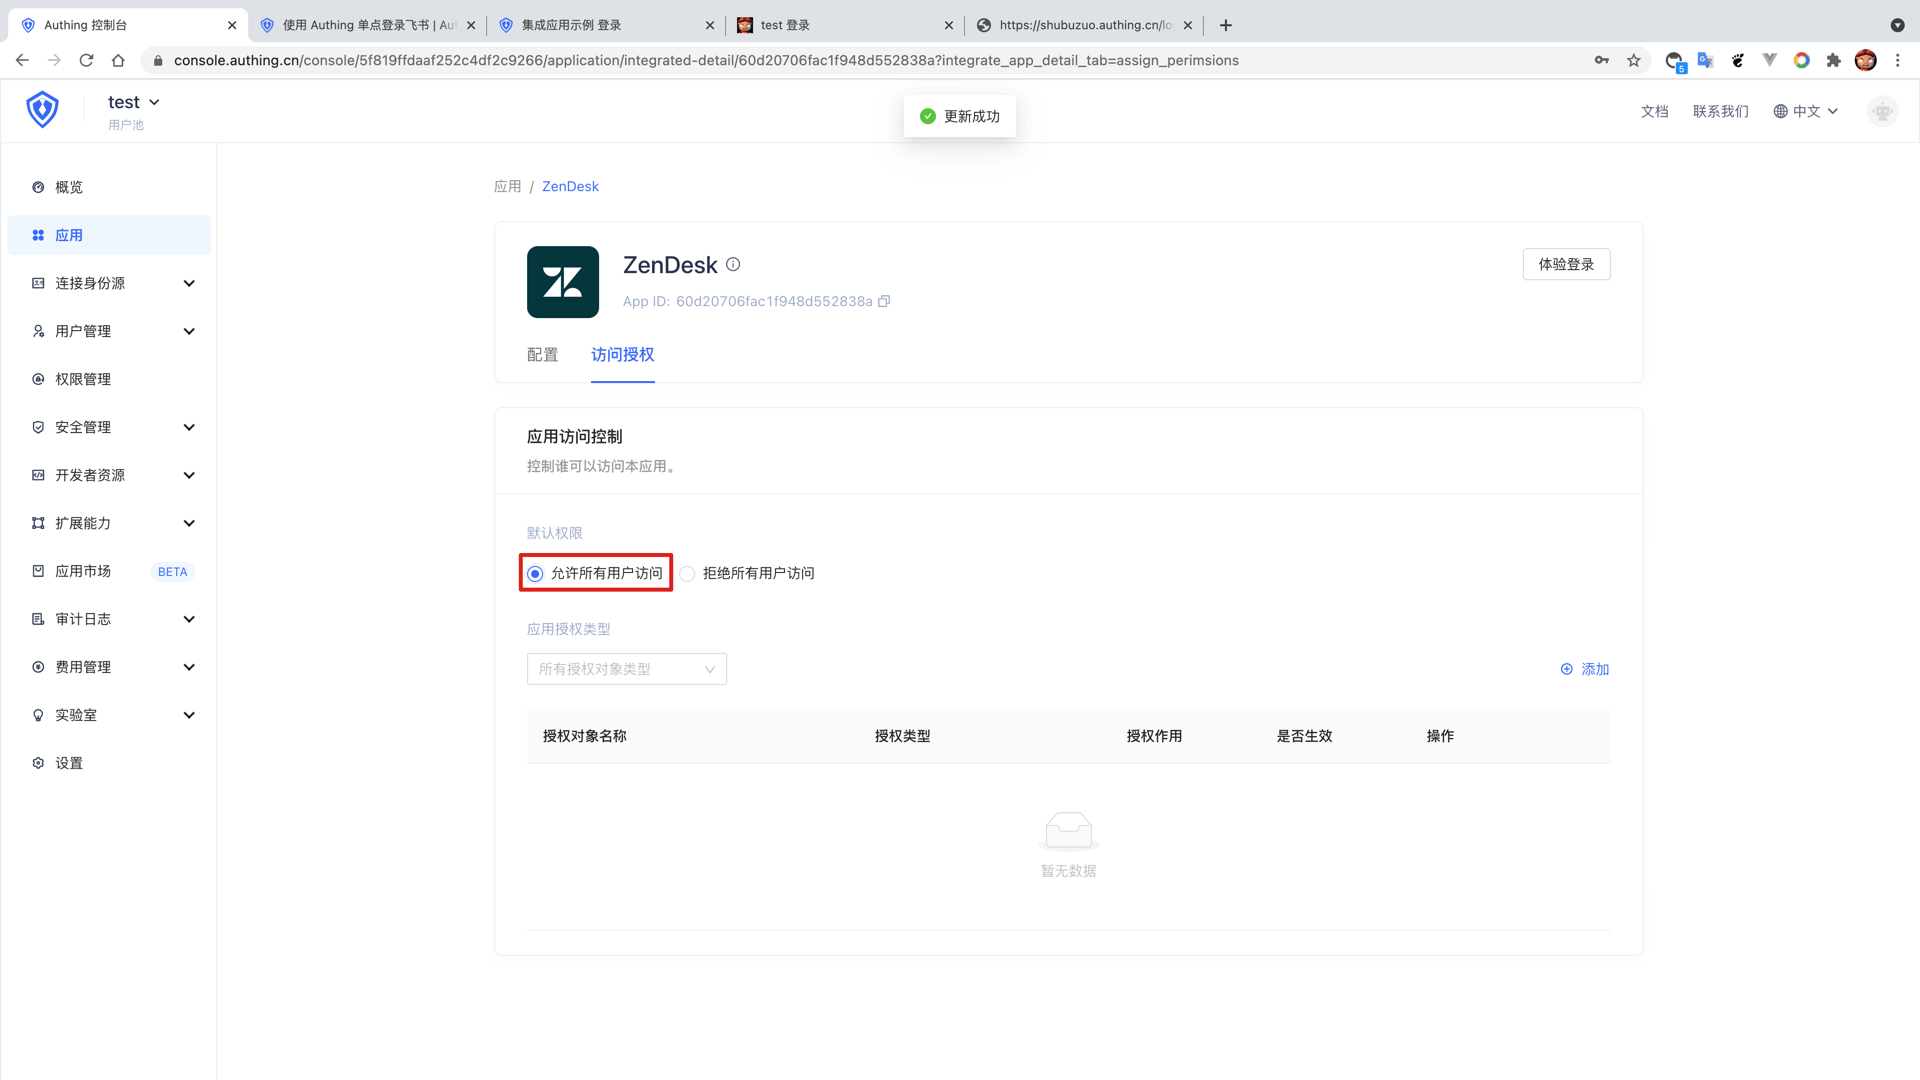 Authing 控制台
使用 Authing 单点登录飞书 | Aut
集成应用示例 登录
test 登录
https://shubuzuo.authing.cn/lo
console.authing.cn/console/5f819ffdaaf252c4df2c9266/application/integrated-detail/60d20706fac1f948d552838a?integrate_app_detail_tab=assign_perimsions
5
test
用户池
更新成功
文档
联系我们
中文
概览
应用
连接身份源
用户管理
权限管理
安全管理
开发者资源
扩展能力
应用市场 BETA
审计日志
费用管理
实验室
设置
应用 / ZenDesk
ZenDesk
App ID: 60d20706fac1f948d552838a
体验登录
配置
访问授权
应用访问控制
控制谁可以访问本应用。
默认权限
允许所有用户访问
拒绝所有用户访问
应用授权类型
所有授权对象类型
添加
授权对象名称
授权类型
授权作用
是否生效
操作
暂无数据